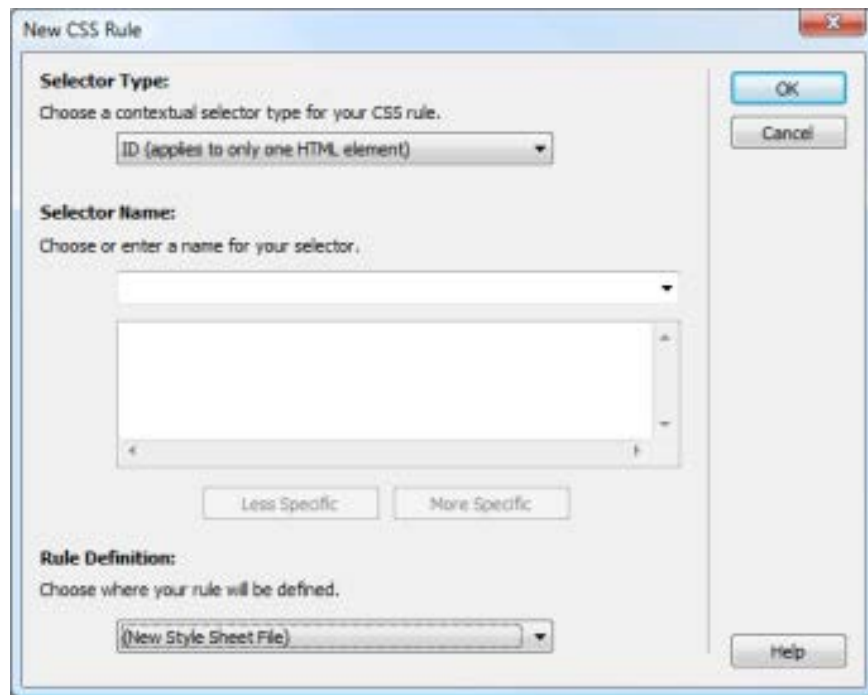 New CSS Rule
Selector Type:
Choose a contextual selector type for your CSS rule.
ID (applies to only one HTML element)
Selector Name:
Choose or enter a name for your selector.
Less Specific
More Specific
Rule Definition:
Choose where your rule will be defined.
(New Style Sheet File)
OK
Cancel
Help